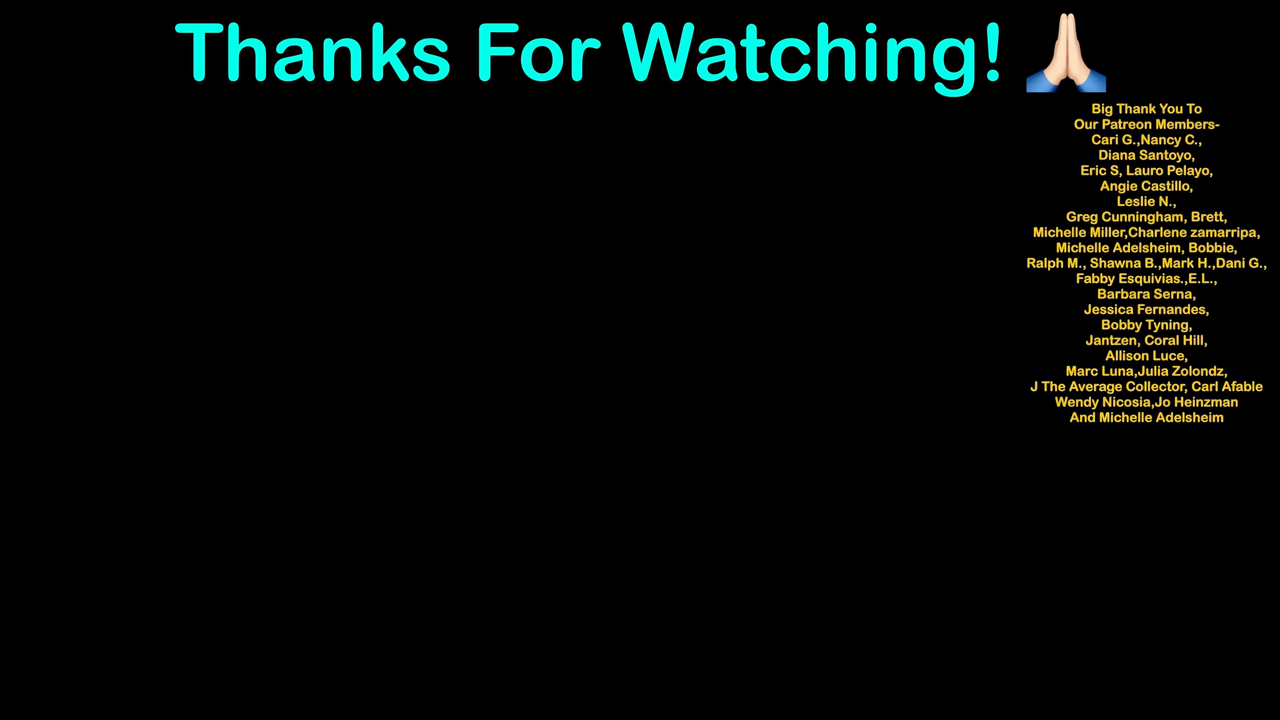 Thanks For Watching! 🙏🏻
Big Thank You To
Our Patreon Members-
Cari G.,Nancy C.,
Diana Santoyo,
Eric S, Lauro Pelayo,
Angie Castillo,
Leslie N.,
Greg Cunningham, Brett,
Michelle Miller,Charlene zamarripa,
Michelle Adelsheim, Bobbie,
Ralph M., Shawna B.,Mark H.,Dani G.,
Fabby Esquivias.,E.L.,
Barbara Serna,
Jessica Fernandes,
Bobby Tyning,
Jantzen, Coral Hill,
Allison Luce,
Marc Luna,Julia Zolondz,
J The Average Collector, Carl Afable
Wendy Nicosia,Jo Heinzman
And Michelle Adelsheim